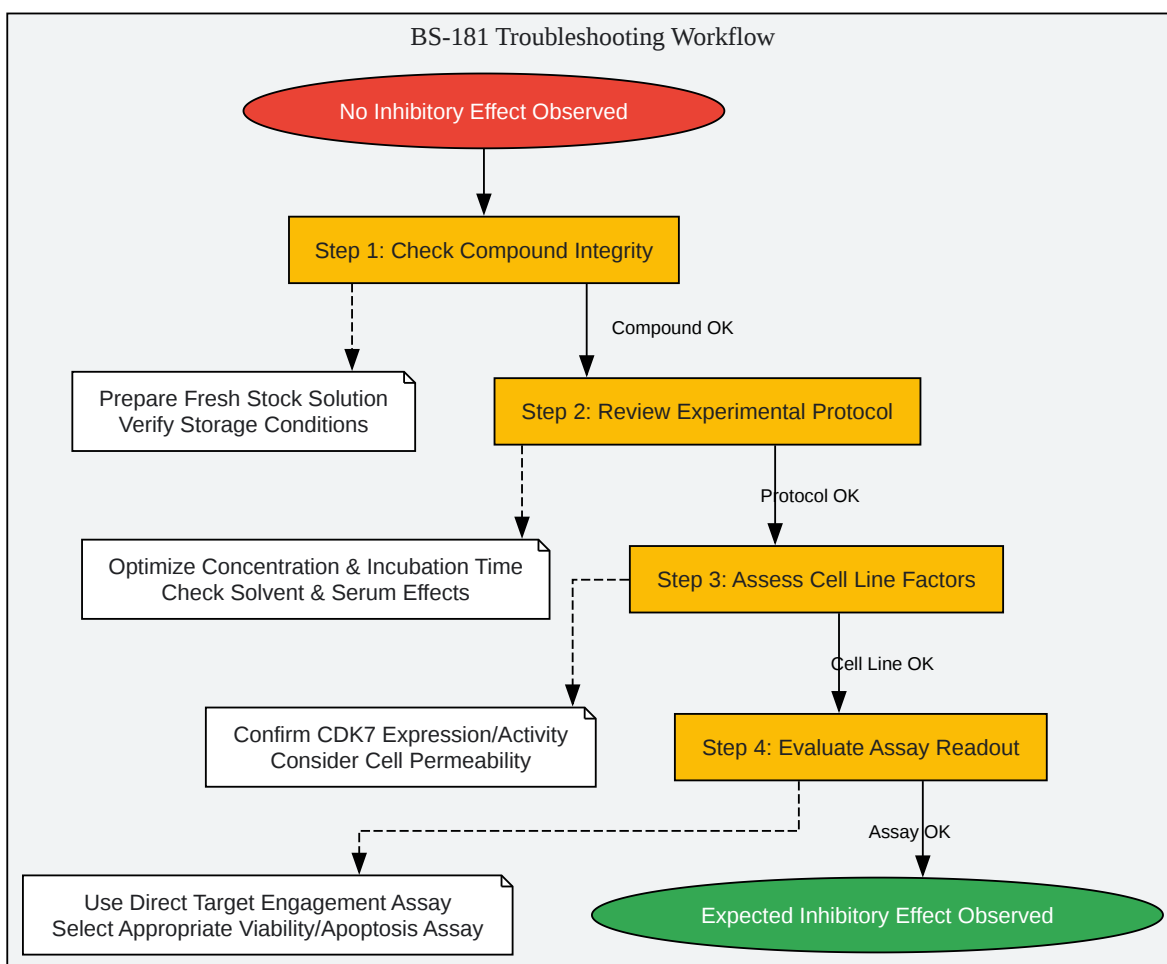 BS-181 Troubleshooting Workflow
No Inhibitory Effect Observed
Step 1: Check Compound Integrity
Compound OK
Prepare Fresh Stock Solution
Verify Storage Conditions
Step 2: Review Experimental Protocol
Protocol OK
Optimize Concentration & Incubation Time
Check Solvent & Serum Effects
Step 3: Assess Cell Line Factors
Cell Line OK
Confirm CDK7 Expression/Activity
Consider Cell Permeability
Step 4: Evaluate Assay Readout
Assay OK
Use Direct Target Engagement Assay
Select Appropriate Viability/Apoptosis Assay
Expected Inhibitory Effect Observed